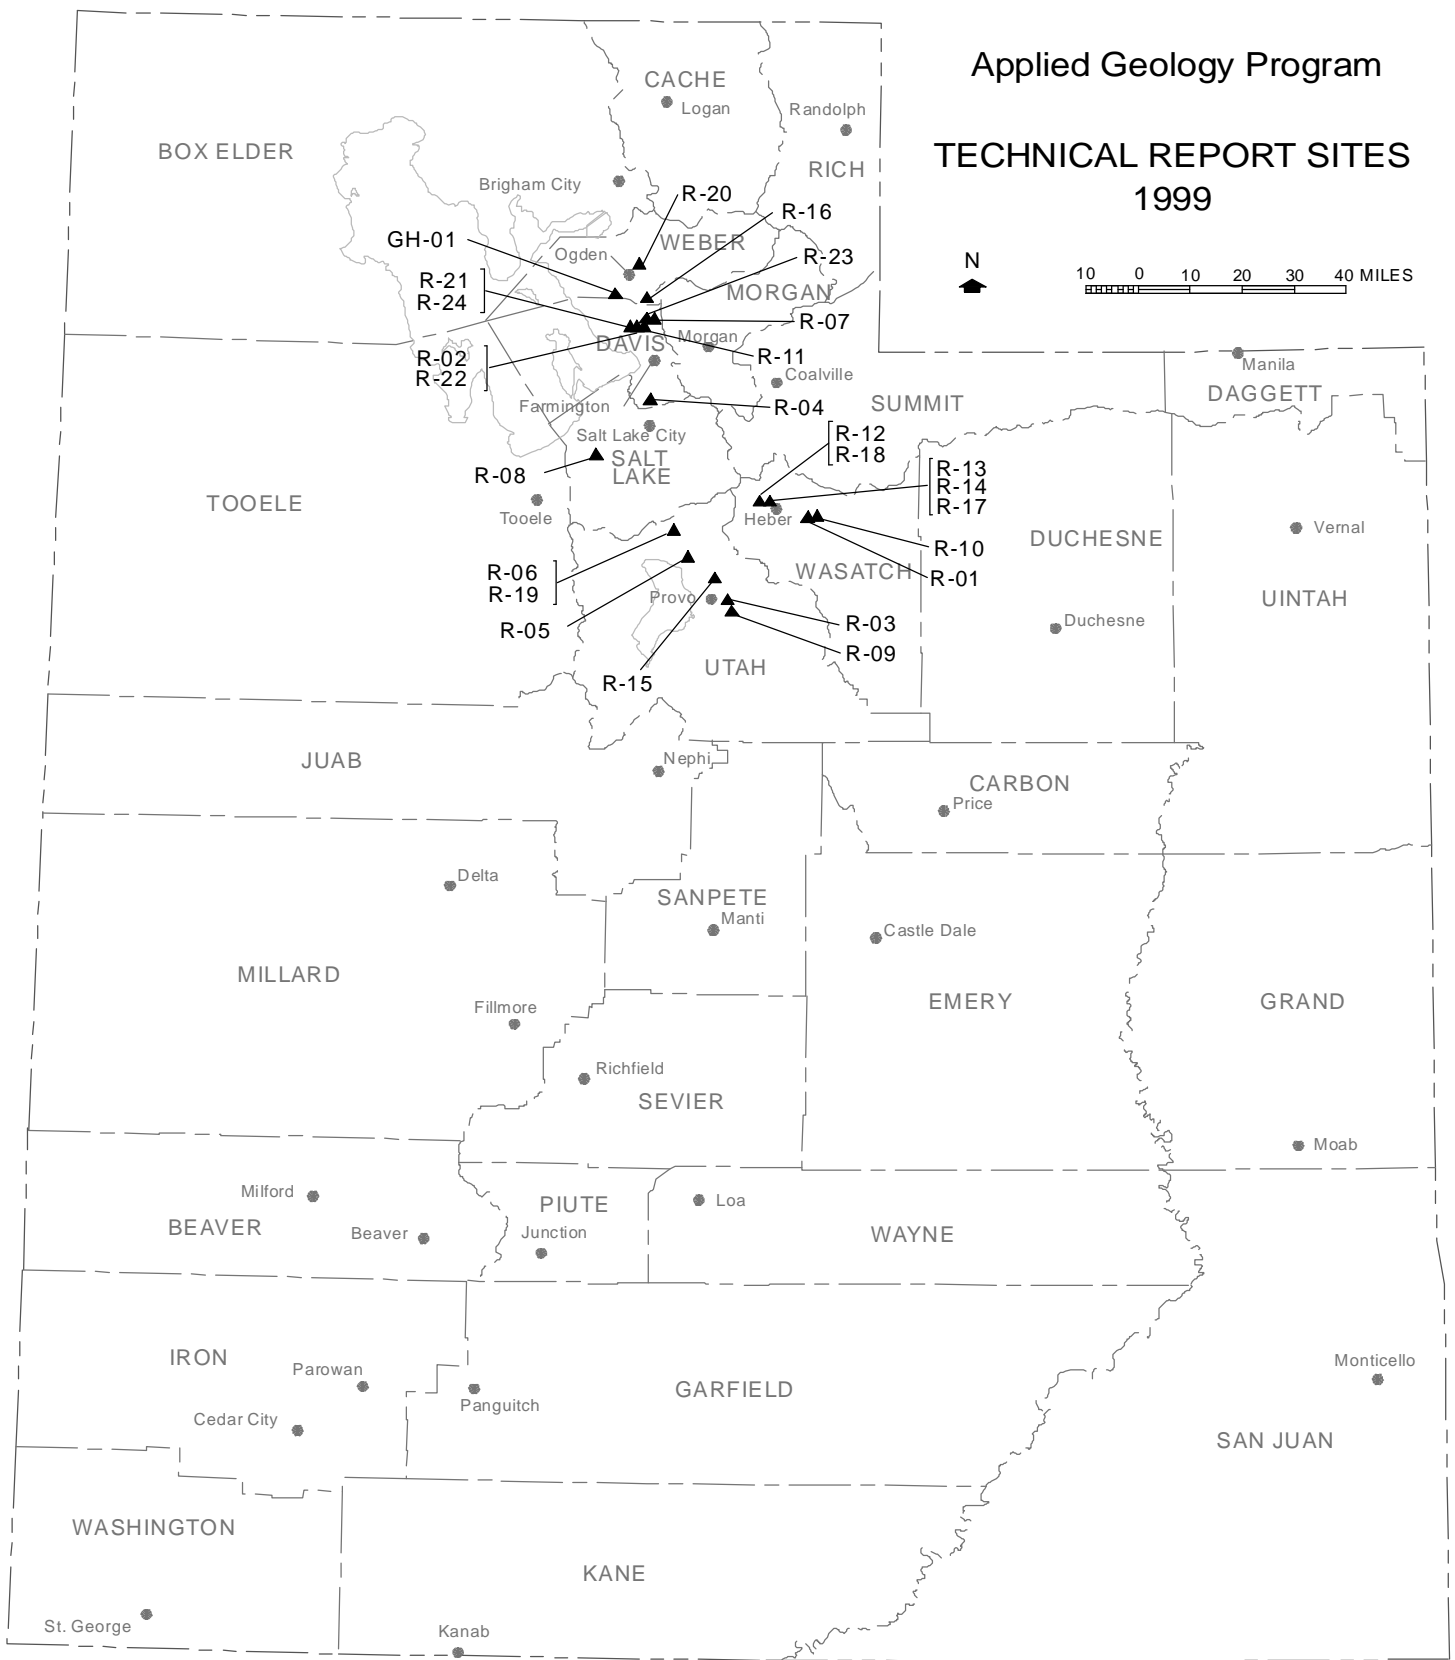 Applied Geology Program
TECHNICAL REPORT SITES
1999
N
10 0 10 20 30 40 MILES
CACHE
Logan
Randolph
BOX ELDER
RICH
Brigham City
R-20
R-16
GH-01
WEBER
Ogden
R-23
R-21
R-24
MORGAN
R-07
DAVIS
Morgan
R-02
R-22
R-11
Coalville
Manila
DAGGETT
Farmington
R-04
SUMMIT
Salt Lake City
R-12
R-18
SALT
LAKE
R-08
R-13
R-14
R-17
TOOELE
Tooele
Heber
Vernal
DUCHESNE
R-10
R-06
R-19
WASATCH
R-01
Provo
UINTAH
R-05
R-03
Duchesne
R-09
UTAH
R-15
JUAB
Nephi
CARBON
Price
Delta
SANPETE
Manti
Castle Dale
MILLARD
Fillmore
EMERY
GRAND
Richfield
SEVIER
Moab
Milford
PIUTE
Loa
BEAVER
Beaver
Junction
WAYNE
IRON
Parowan
Monticello
GARFIELD
Panguitch
Cedar City
SAN JUAN
WASHINGTON
KANE
St. George
Kanab